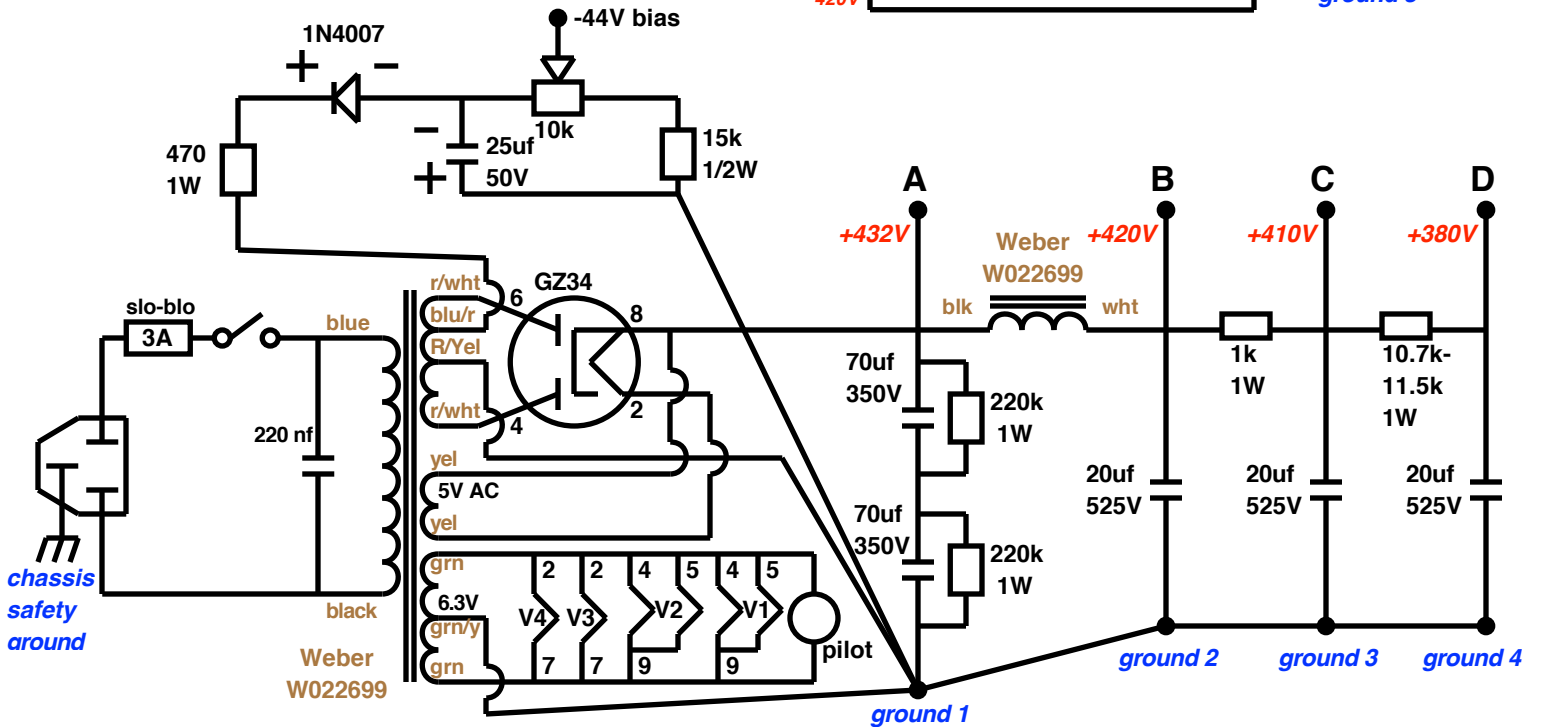 420V
ground 5
-44V bias
1N4007
+ −
10k
− 25uf
+ 50V
15k
1/2W
470
1W
A
B
C
D
+432V
+420V
+410V
+380V
Weber
W022699
blk
wht
r/wht
6
GZ34
8
blu/r
R/Yel
r/wht
4
2
slo-blo
3A
blue
220 nf
black
yel
5V AC
yel
grn
6.3V
grn/y
grn
Weber
W022699
2 2 4 5 4 5
V4 V3 V2 V1
7 7 9 9
pilot
chassis
safety
ground
70uf
350V
220k
1W
70uf
350V
220k
1W
1k
1W
10.7k-
11.5k
1W
20uf
525V
20uf
525V
20uf
525V
ground 1
ground 2
ground 3
ground 4